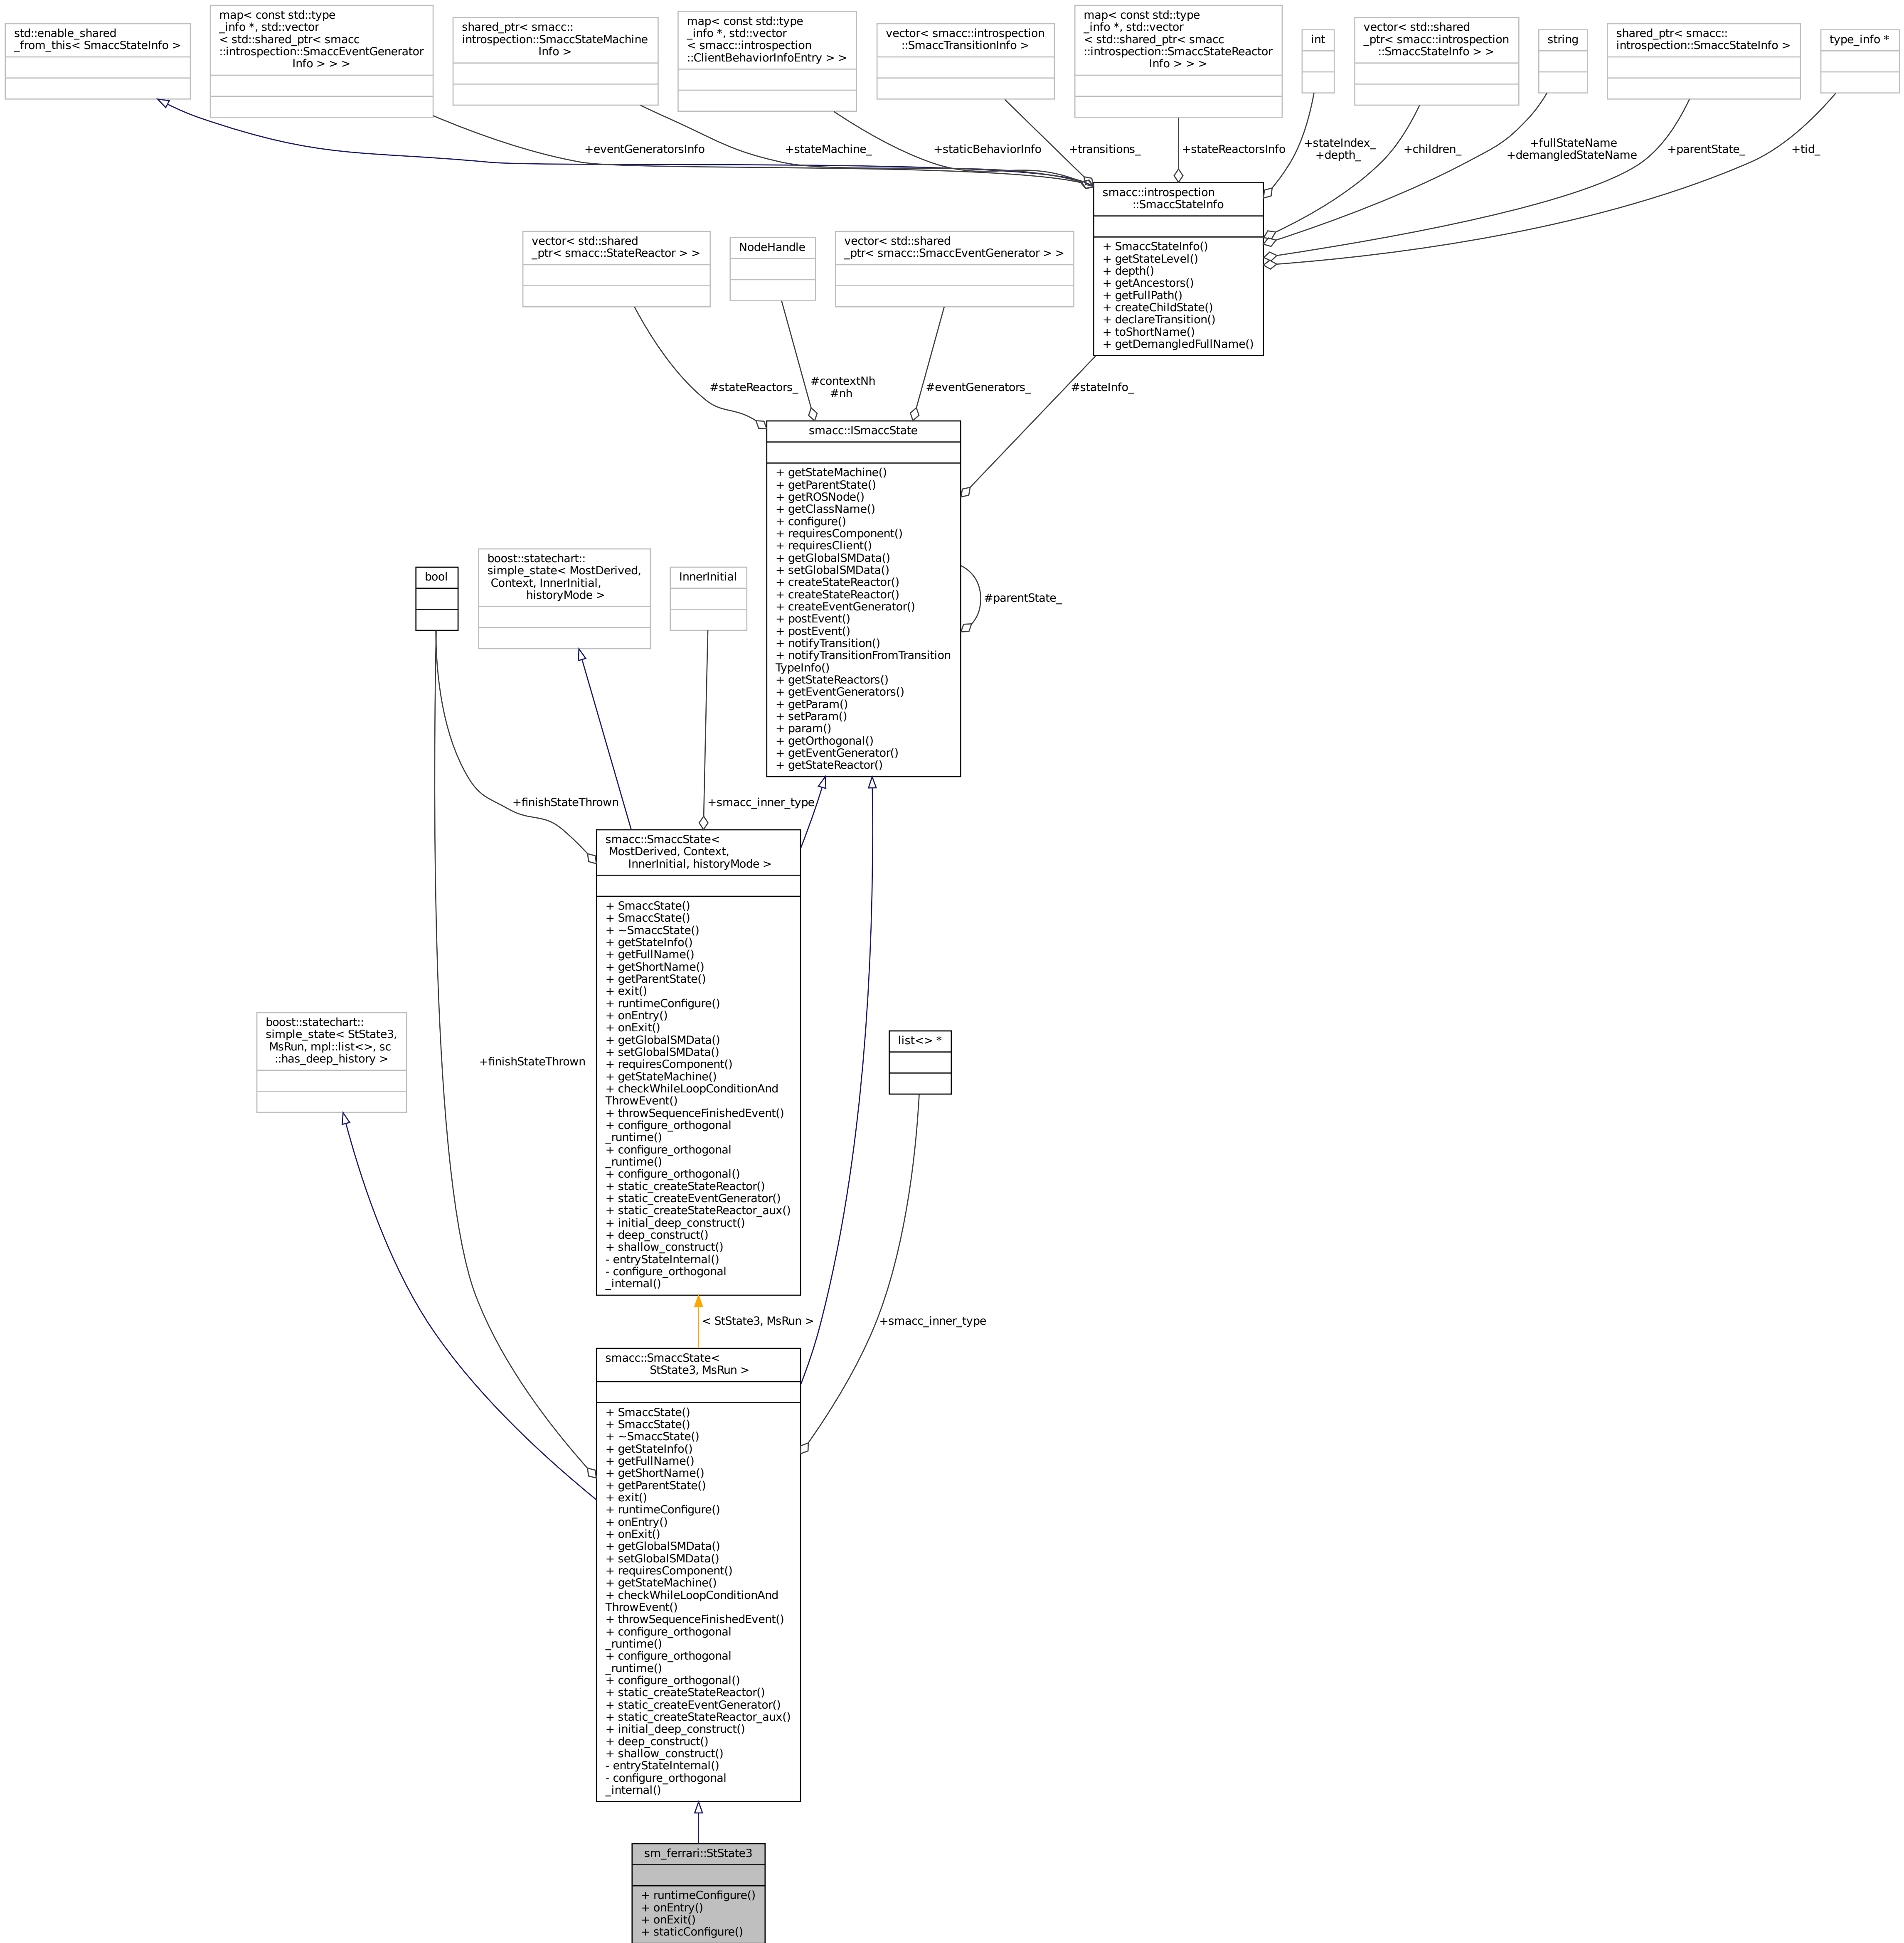 std::enable_shared
_from_this< SmaccStateInfo >
map< const std::type
_info *, std::vector
< std::shared_ptr< smacc
::introspection::SmaccEventGenerator
Info > > >
shared_ptr< smacc::
introspection::SmaccStateMachine
Info >
map< const std::type
_info *, std::vector
< smacc::introspection
::ClientBehaviorInfoEntry > >
vector< smacc::introspection
::SmaccTransitionInfo >
map< const std::type
_info *, std::vector
< std::shared_ptr< smacc
::introspection::SmaccStateReactor
Info > > >
int
vector< std::shared
_ptr< smacc::introspection
::SmaccStateInfo > >
string
shared_ptr< smacc::
introspection::SmaccStateInfo >
type_info *
+eventGeneratorsInfo
+stateMachine_
+staticBehaviorInfo
+transitions_
+stateReactorsInfo
+stateIndex_
+depth_
+children_
+fullStateName
+demangledStateName
+parentState_
+tid_
smacc::introspection
::SmaccStateInfo
+ SmaccStateInfo()
+ getStateLevel()
+ depth()
+ getAncestors()
+ getFullPath()
+ createChildState()
+ declareTransition()
+ toShortName()
+ getDemangledFullName()
vector< std::shared
_ptr< smacc::StateReactor > >
NodeHandle
vector< std::shared
_ptr< smacc::SmaccEventGenerator > >
#stateReactors_
#contextNh
#nh
#eventGenerators_
#stateInfo_
smacc::ISmaccState
+ getStateMachine()
+ getParentState()
+ getROSNode()
+ getClassName()
+ configure()
+ requiresComponent()
+ requiresClient()
+ getGlobalSMData()
+ setGlobalSMData()
+ createStateReactor()
+ createStateReactor()
+ createEventGenerator()
+ postEvent()
+ postEvent()
+ notifyTransition()
+ notifyTransitionFromTransition
TypeInfo()
+ getStateReactors()
+ getEventGenerators()
+ getParam()
+ setParam()
+ param()
+ getOrthogonal()
+ getEventGenerator()
+ getStateReactor()
#parentState_
bool
boost::statechart::
simple_state< MostDerived,
Context, InnerInitial,
historyMode >
InnerInitial
+finishStateThrown
+smacc_inner_type
smacc::SmaccState<
MostDerived, Context,
InnerInitial, historyMode >
+ SmaccState()
+ SmaccState()
+ ~SmaccState()
+ getStateInfo()
+ getFullName()
+ getShortName()
+ getParentState()
+ exit()
+ runtimeConfigure()
+ onEntry()
+ onExit()
+ getGlobalSMData()
+ setGlobalSMData()
+ requiresComponent()
+ getStateMachine()
+ checkWhileLoopConditionAnd
ThrowEvent()
+ throwSequenceFinishedEvent()
+ configure_orthogonal
_runtime()
+ configure_orthogonal
_runtime()
+ configure_orthogonal()
+ static_createStateReactor()
+ static_createEventGenerator()
+ static_createStateReactor_aux()
+ initial_deep_construct()
+ deep_construct()
+ shallow_construct()
- entryStateInternal()
- configure_orthogonal
_internal()
boost::statechart::
simple_state< StState3,
MsRun, mpl::list<>, sc
::has_deep_history >
+finishStateThrown
list<> *
< StState3, MsRun >
+smacc_inner_type
smacc::SmaccState<
StState3, MsRun >
+ SmaccState()
+ SmaccState()
+ ~SmaccState()
+ getStateInfo()
+ getFullName()
+ getShortName()
+ getParentState()
+ exit()
+ runtimeConfigure()
+ onEntry()
+ onExit()
+ getGlobalSMData()
+ setGlobalSMData()
+ requiresComponent()
+ getStateMachine()
+ checkWhileLoopConditionAnd
ThrowEvent()
+ throwSequenceFinishedEvent()
+ configure_orthogonal
_runtime()
+ configure_orthogonal
_runtime()
+ configure_orthogonal()
+ static_createStateReactor()
+ static_createEventGenerator()
+ static_createStateReactor_aux()
+ initial_deep_construct()
+ deep_construct()
+ shallow_construct()
- entryStateInternal()
- configure_orthogonal
_internal()
sm_ferrari::StState3
+ runtimeConfigure()
+ onEntry()
+ onExit()
+ staticConfigure()